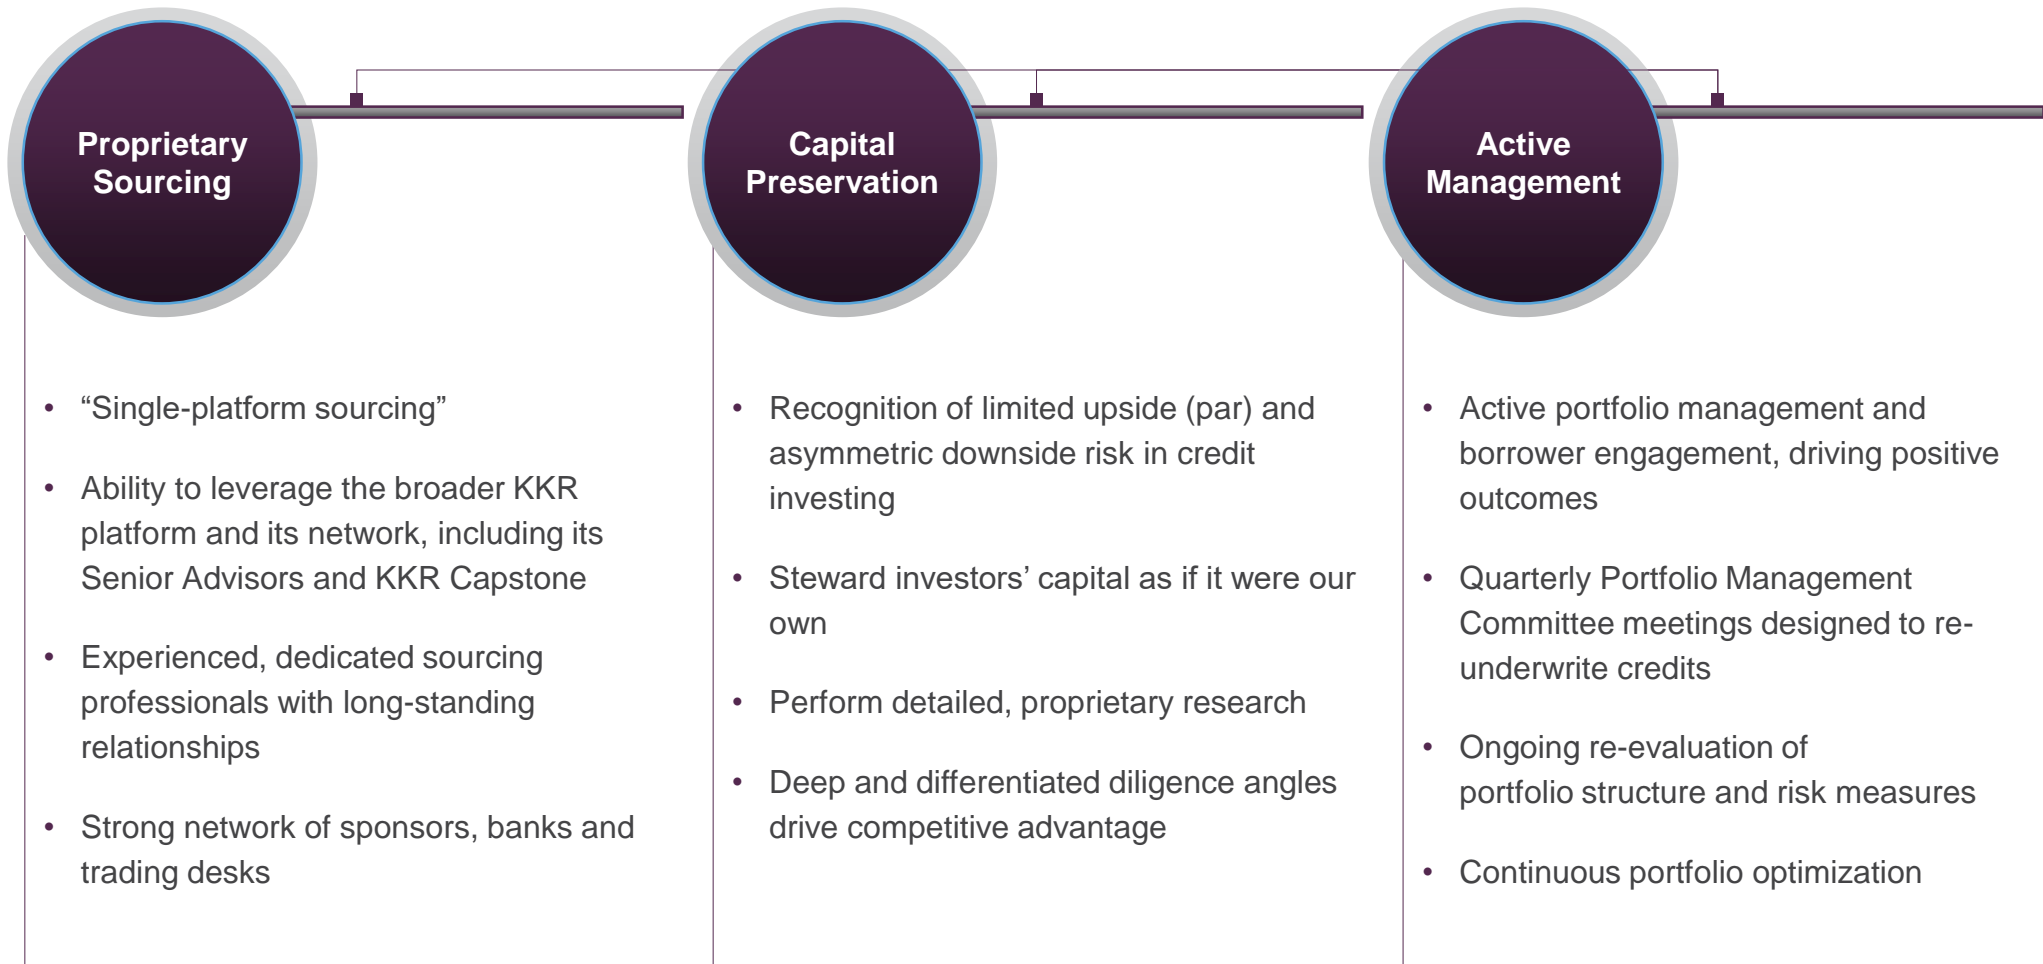 Proprietary
Sourcing
• “Single-platform sourcing”
• Ability to leverage the broader KKR
platform and its network, including its
Senior Advisors and KKR Capstone
• Experienced, dedicated sourcing
professionals with long-standing
relationships
• Strong network of sponsors, banks and
trading desks
Capital
Preservation
• Recognition of limited upside (par) and
asymmetric downside risk in credit
investing
• Steward investors’ capital as if it were our
own
• Perform detailed, proprietary research
• Deep and differentiated diligence angles
drive competitive advantage
Active
Management
• Active portfolio management and
borrower engagement, driving positive
outcomes
• Quarterly Portfolio Management
Committee meetings designed to re-
underwrite credits
• Ongoing re-evaluation of
portfolio structure and risk measures
• Continuous portfolio optimization